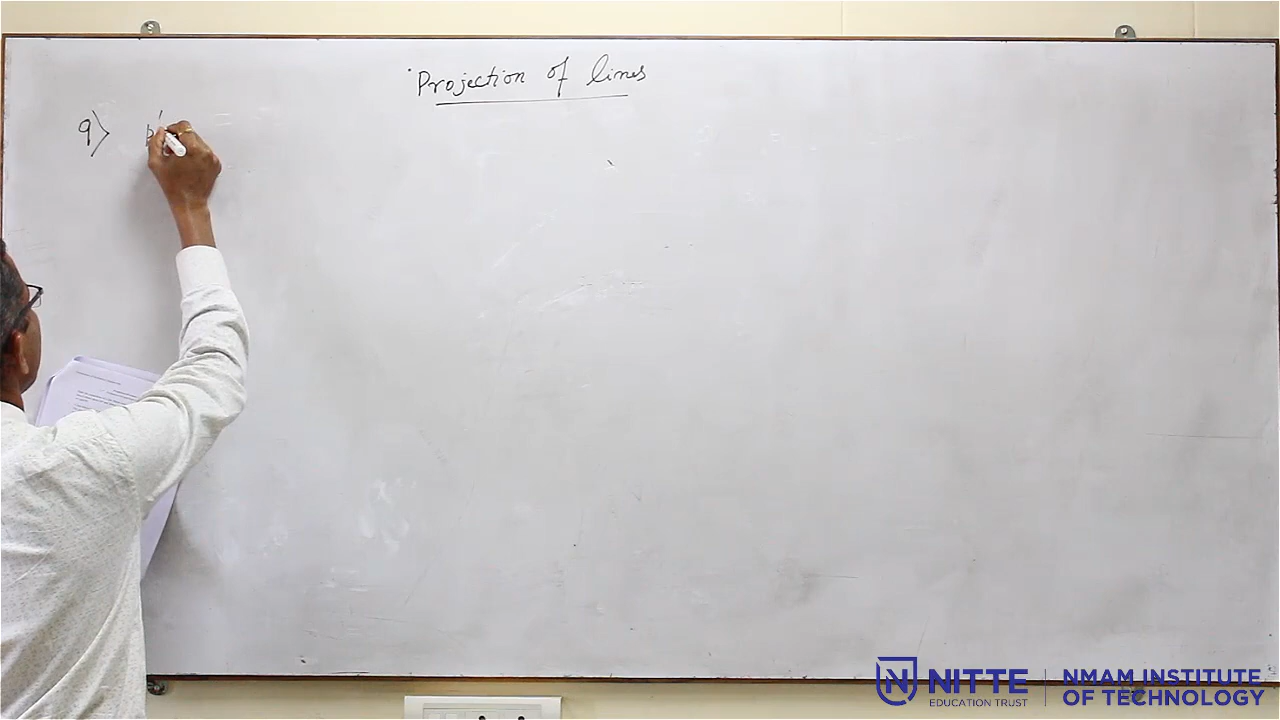 Projection of lines
9) p'
NITTE
EDUCATION TRUST
NMAM INSTITUTE
OF TECHNOLOGY